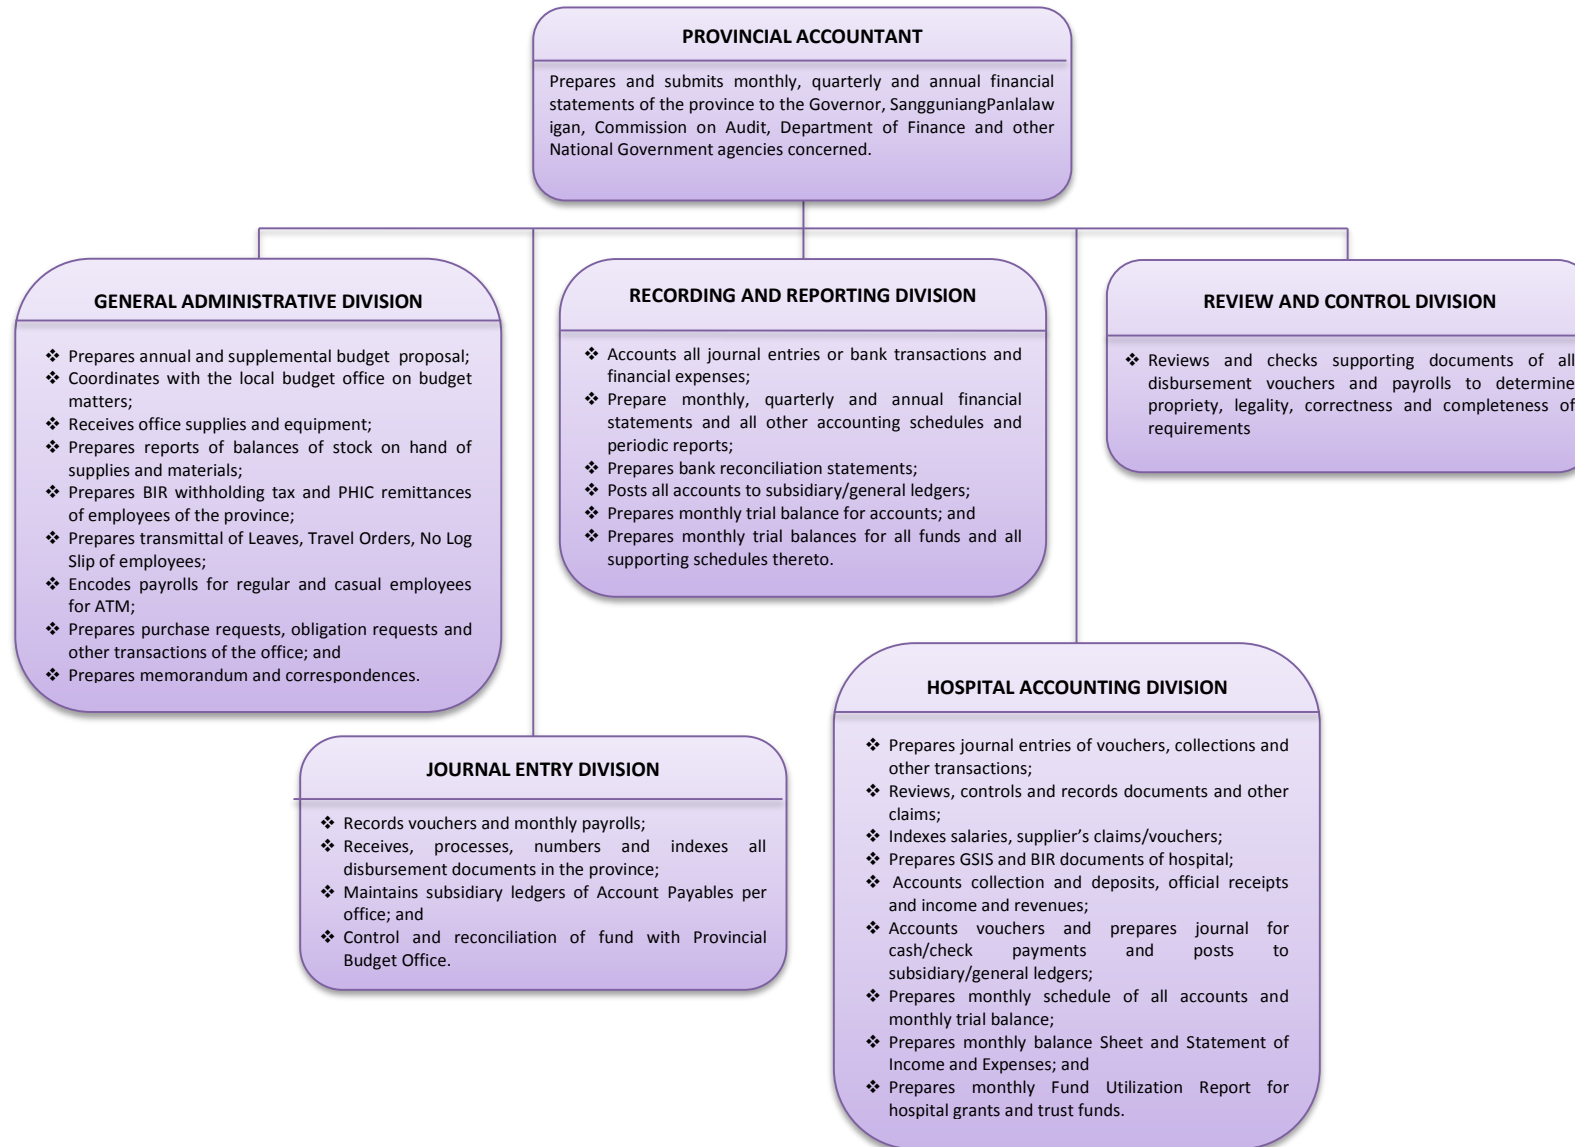 PROVINCIAL ACCOUNTANT
Prepares and submits monthly, quarterly and annual financial
statements of the province to the Governor, SangguniangPanlalaw
igan, Commission on Audit, Department of Finance and other
National Government agencies concerned.
GENERAL ADMINISTRATIVE DIVISION
❖ Prepares annual and supplemental budget proposal;
❖ Coordinates with the local budget office on budget
matters;
❖ Receives office supplies and equipment;
❖ Prepares reports of balances of stock on hand of
supplies and materials;
❖ Prepares BIR withholding tax and PHIC remittances
of employees of the province;
❖ Prepares transmittal of Leaves, Travel Orders, No Log
Slip of employees;
❖ Encodes payrolls for regular and casual employees
for ATM;
❖ Prepares purchase requests, obligation requests and
other transactions of the office; and
❖ Prepares memorandum and correspondences.
RECORDING AND REPORTING DIVISION
❖ Accounts all journal entries or bank transactions and
financial expenses;
❖ Prepare monthly, quarterly and annual financial
statements and all other accounting schedules and
periodic reports;
❖ Prepares bank reconciliation statements;
❖ Posts all accounts to subsidiary/general ledgers;
❖ Prepares monthly trial balance for accounts; and
❖ Prepares monthly trial balances for all funds and all
supporting schedules thereto.
REVIEW AND CONTROL DIVISION
❖ Reviews and checks supporting documents of all
disbursement vouchers and payrolls to determine
propriety, legality, correctness and completeness of
requirements
JOURNAL ENTRY DIVISION
❖ Records vouchers and monthly payrolls;
❖ Receives, processes, numbers and indexes all
disbursement documents in the province;
❖ Maintains subsidiary ledgers of Account Payables per
office; and
❖ Control and reconciliation of fund with Provincial
Budget Office.
HOSPITAL ACCOUNTING DIVISION
❖ Prepares journal entries of vouchers, collections and
other transactions;
❖ Reviews, controls and records documents and other
claims;
❖ Indexes salaries, supplier’s claims/vouchers;
❖ Prepares GSIS and BIR documents of hospital;
❖ Accounts collection and deposits, official receipts
and income and revenues;
❖ Accounts vouchers and prepares journal for
cash/check payments and posts to
subsidiary/general ledgers;
❖ Prepares monthly schedule of all accounts and
monthly trial balance;
❖ Prepares monthly balance Sheet and Statement of
Income and Expenses; and
❖ Prepares monthly Fund Utilization Report for
hospital grants and trust funds.